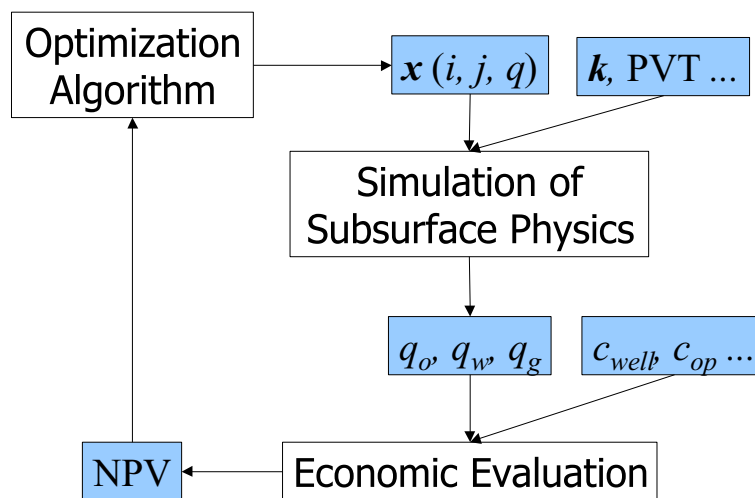 Optimization
Algorithm
x (i, j, q)
k, PVT ...
Simulation of
Subsurface Physics
qo, qw, qg
cwell, cop ...
NPV
Economic Evaluation